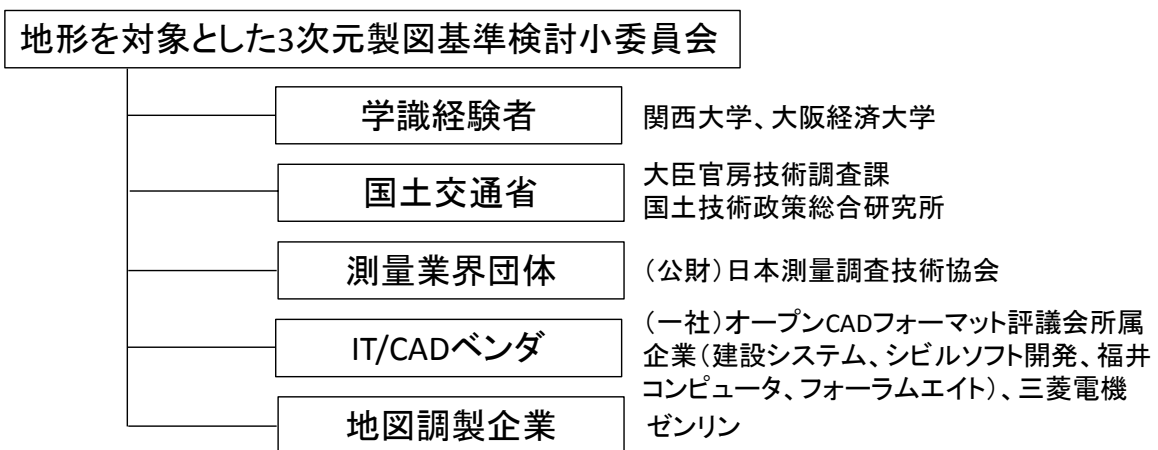 地形を対象とした3次元製図基準検討小委員会
学識経験者
関西大学、大阪経済大学
国土交通省
大臣官房技術調査課
国土技術政策総合研究所
測量業界団体
（公財）日本測量調査技術協会
IT/CADベンダ
（一社）オープンCADフォーマット評議会所属
企業（建設システム、シビルソフト開発、福井
コンピュータ、フォーラムエイト）、三菱電機
地図調製企業
ゼンリン